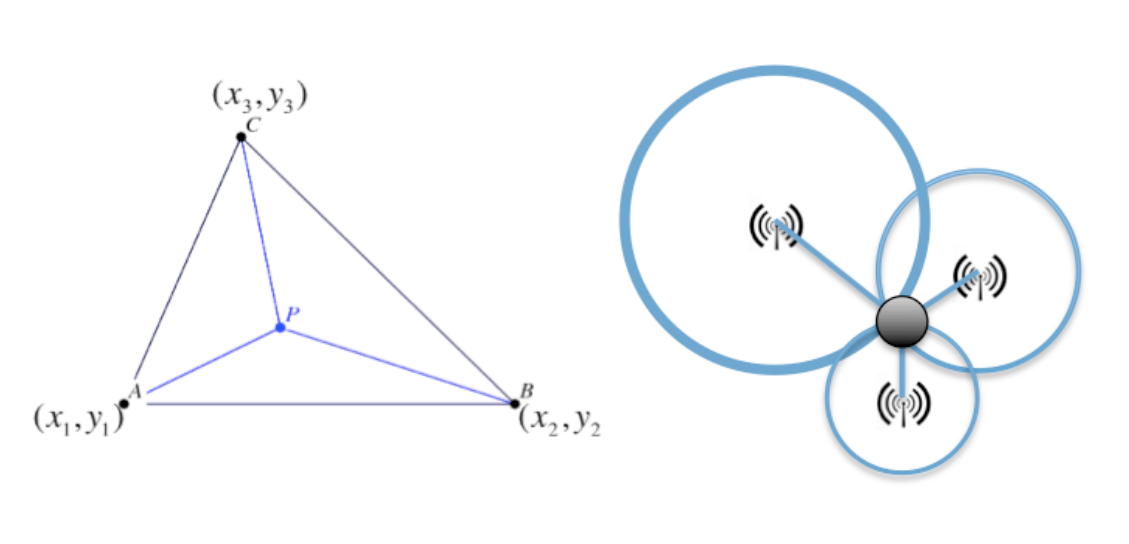 (x₃, y₃)
C
P
A
B
(x₁, y₁)
(x₂, y₂